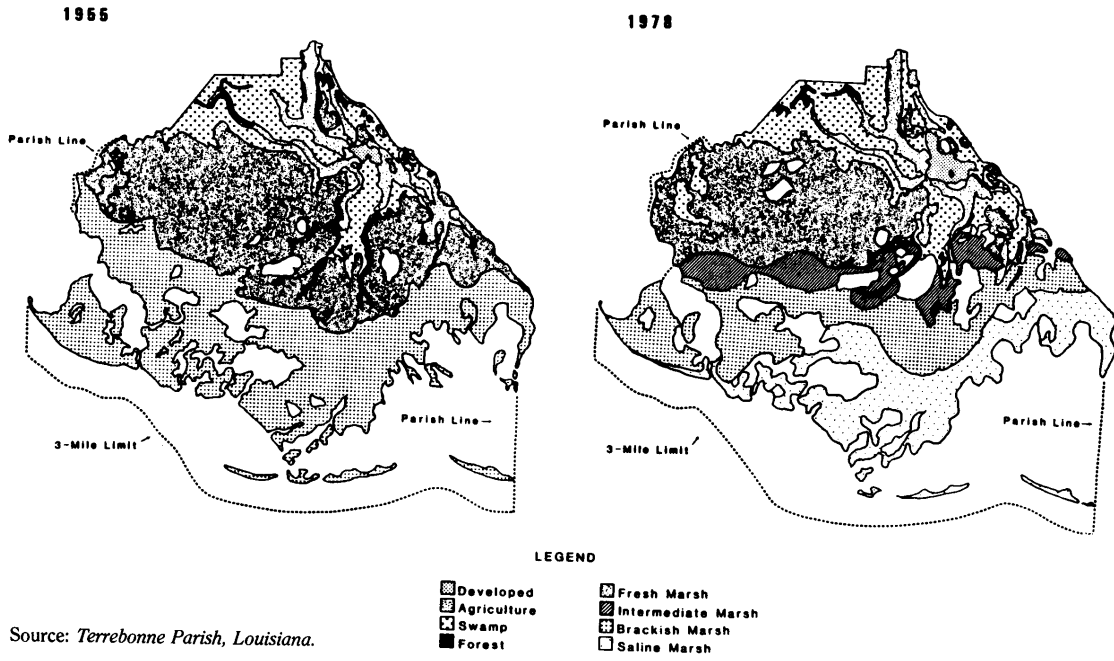 1955
1978
Parish Line
Parish Line
Parish Line
Parish Line
3-Mile Limit
3-Mile Limit
LEGEND
Developed
Agriculture
Swamp
Forest
Fresh Marsh
Intermediate Marsh
Brackish Marsh
Saline Marsh
Source: Terrebonne Parish, Louisiana.